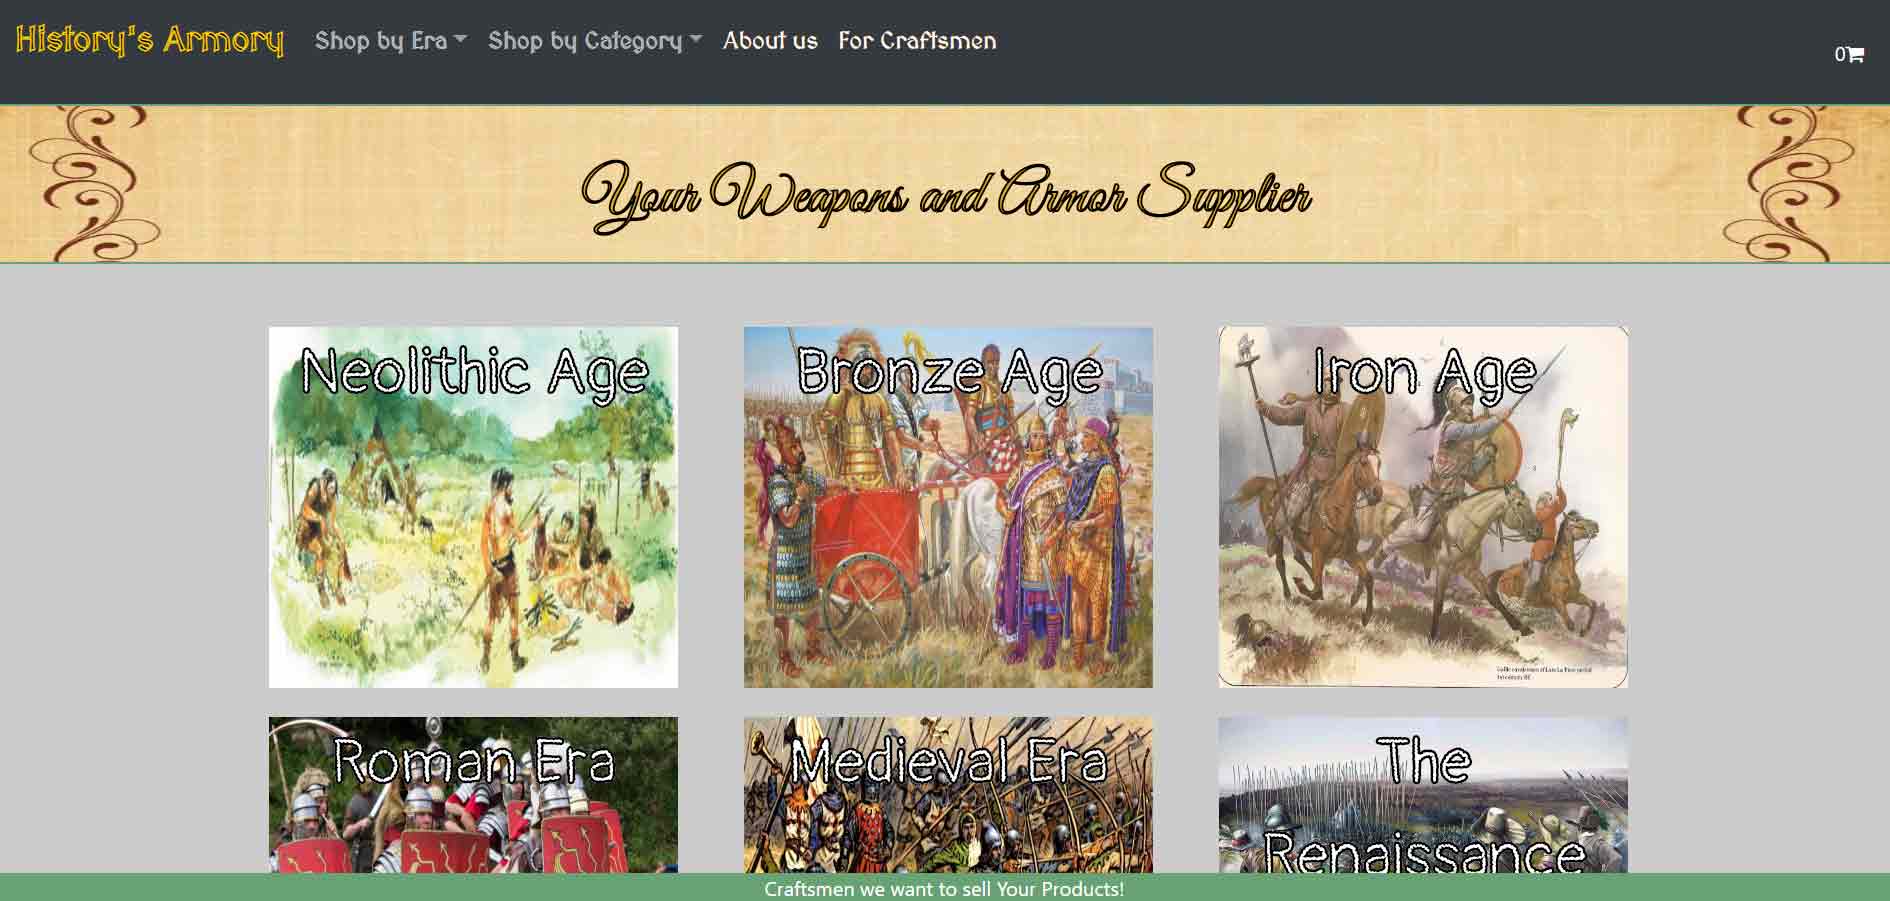 History's Armory Shop by Era Shop by Category About us For Craftsmen 0
Your Weapons and Armor Supplier
Neolithic Age Bronze Age Iron Age
Roman Era Medieval Era The
Renaissance
Craftsmen we want to sell Your Products!